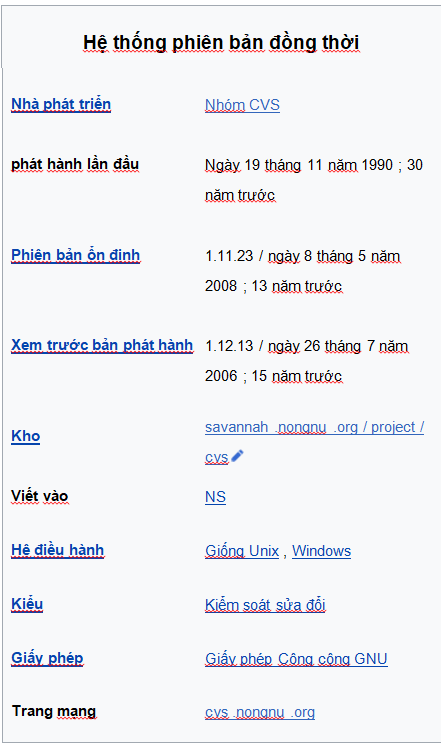 Hệ thống phiên bản đồng thời
Nhà phát triển Nhóm CVS
phát hành lần đầu Ngày 19 tháng 11 năm 1990 ; 30
năm trước
Phiên bản ổn định 1.11.23 / ngày 8 tháng 5 năm
2008 ; 13 năm trước
Xem trước bản phát hành 1.12.13 / ngày 26 tháng 7 năm
2006 ; 15 năm trước
Kho savannah .nongnu .org / project /
cvs
Viết vào NS
Hệ điều hành Giống Unix , Windows
Kiểu Kiểm soát sửa đổi
Giấy phép Giấy phép Công cộng GNU
Trang mạng cvs .nongnu .org